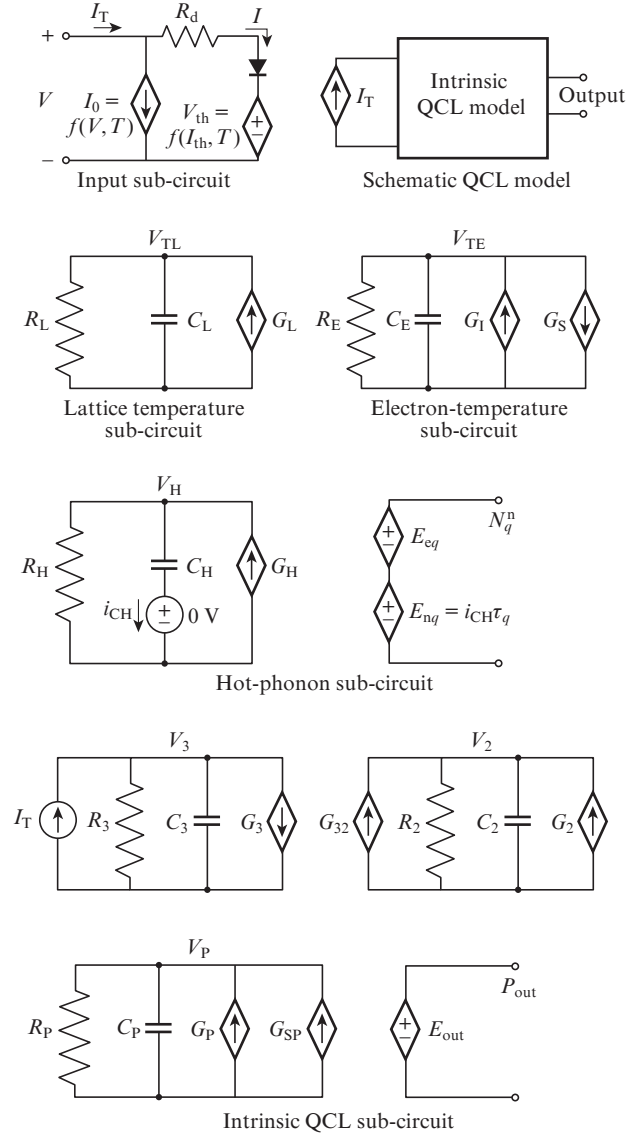 I_T
R_d
I
+
V
−
I_0 =
f(V, T)
V_th =
f(I_th, T)
+
−
Input sub-circuit
I_T
Intrinsic
QCL model
Output
Schematic QCL model
V_TL
R_L
C_L
G_L
Lattice temperature
sub-circuit
V_TE
R_E
C_E
G_I
G_S
Electron-temperature
sub-circuit
V_H
R_H
C_H
G_H
i_CH
+
−
0 V
N_q^n
+
−
E_eq
+
−
E_nq = i_CH τ_q
Hot-phonon sub-circuit
V_3
I_T
R_3
C_3
G_3
V_2
G_32
R_2
C_2
G_2
V_P
R_P
C_P
G_P
G_SP
P_out
+
−
E_out
Intrinsic QCL sub-circuit